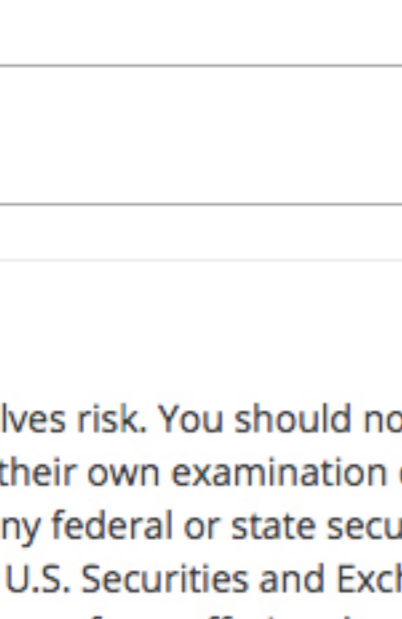 lves risk. You should no
their own examination
ny federal or state secu
U.S. Securities and Exch